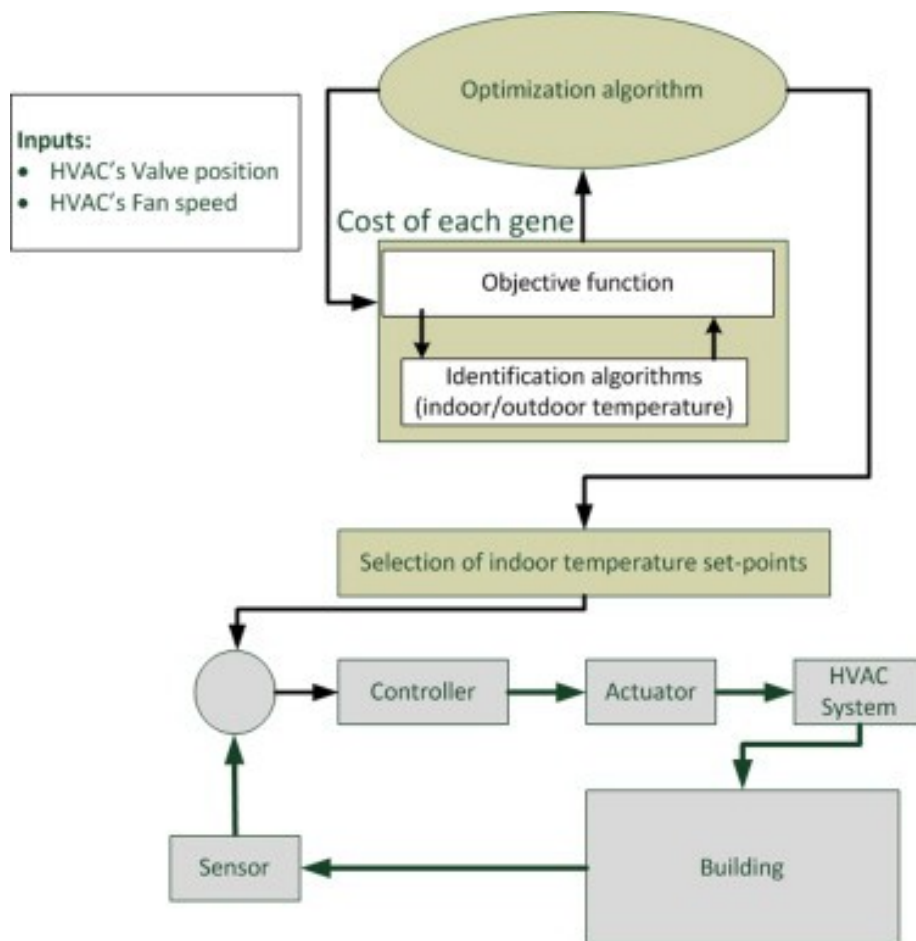 Optimization algorithm
Inputs:
• HVAC's Valve position
• HVAC's Fan speed
Cost of each gene
Objective function
Identification algorithms
(indoor/outdoor temperature)
Selection of indoor temperature set-points
Controller
Actuator
HVAC
System
Sensor
Building